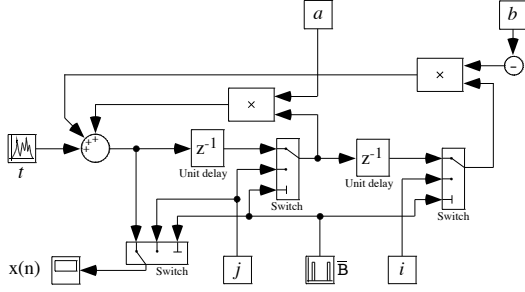 a
b
-
×
×
+
+
+
t
z-1
Unit delay
Switch
z-1
Unit delay
Switch
x(n)
Switch
j
B̅
i